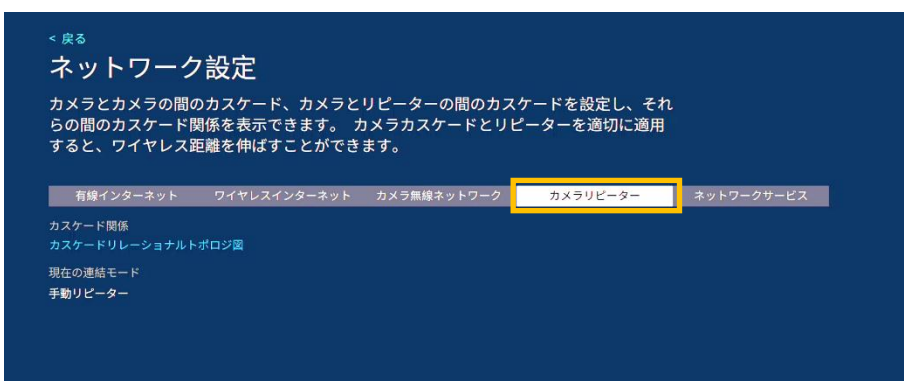 < 戻る
ネットワーク設定
カメラとカメラの間のカスケード、カメラとリピーターの間のカスケードを設定し、それ
らの間のカスケード関係を表示できます。 カメラカスケードとリピーターを適切に適用
すると、ワイヤレス距離を伸ばすことができます。
有線インターネット ワイヤレスインターネット カメラ無線ネットワーク カメラリピーター ネットワークサービス
カスケード関係
カスケードリレーショナルトポロジ図
現在の連結モード
手動リピーター